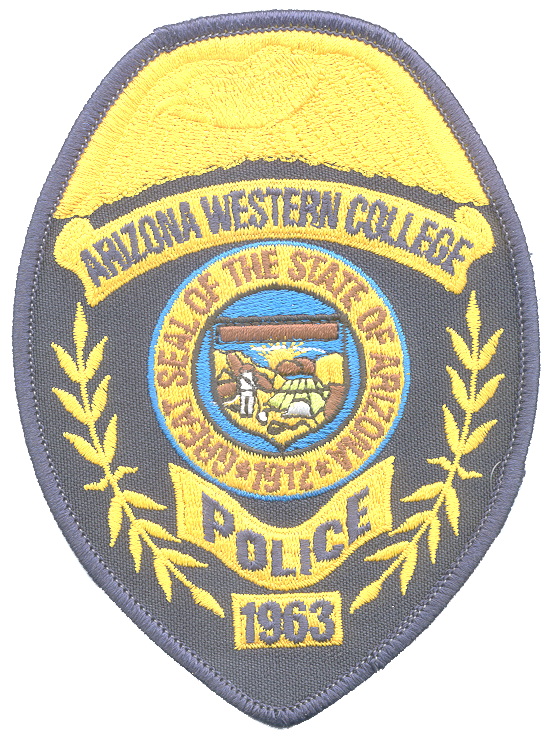 ARIZONA WESTERN COLLEGE
GREAT SEAL OF THE STATE OF ARIZONA
1912
POLICE
1963